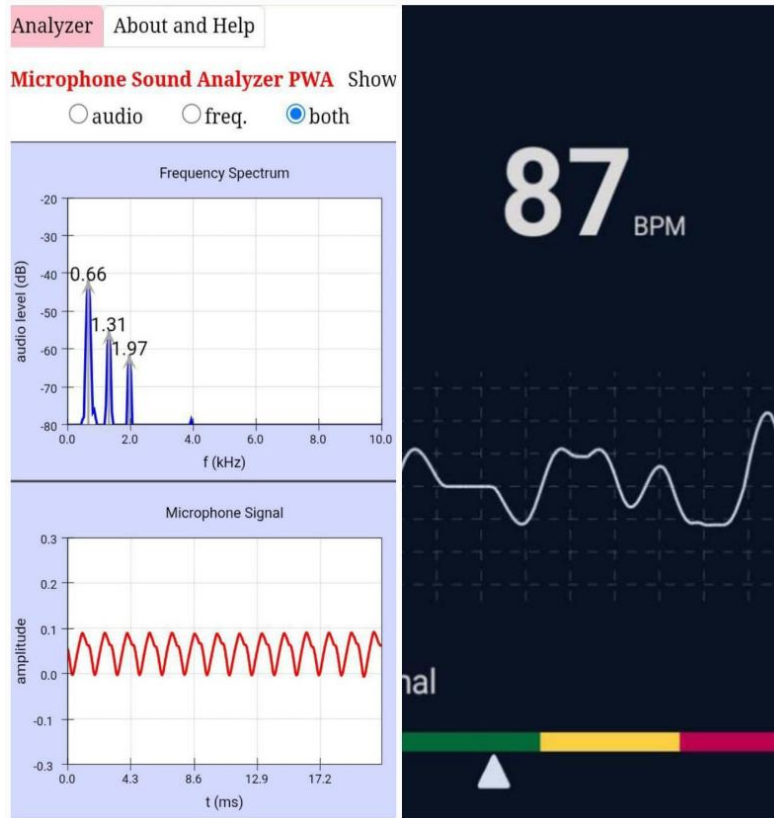 Analyzer About and Help
Microphone Sound Analyzer PWA Show
audio freq. both
Frequency Spectrum
audio level (dB)
-20
-30
-40
-50
-60
-70
-80
0.66
1.31
1.97
0.0 2.0 4.0 6.0 8.0 10.0
f (kHz)
Microphone Signal
amplitude
0.3
0.2
0.1
0.0
-0.1
-0.3
0.0 4.3 8.6 12.9 17.2
t (ms)
87 BPM
nal